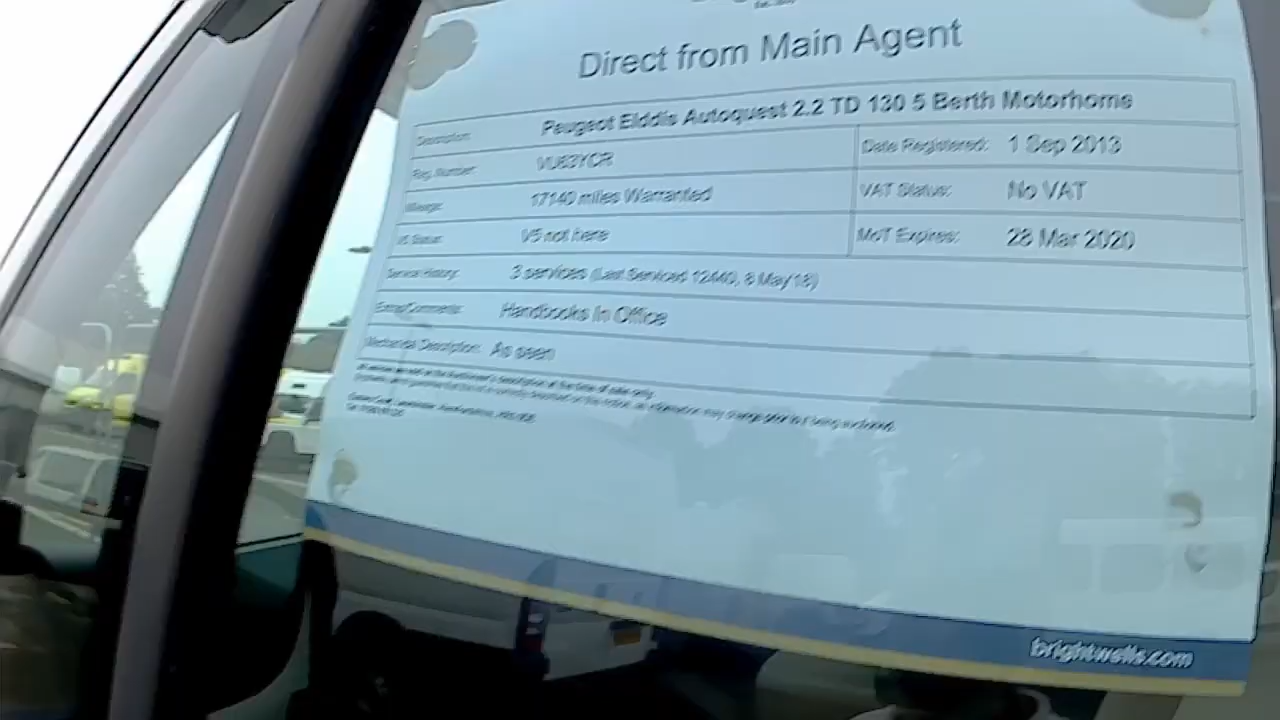 Direct from Main Agent
Description: Peugeot Elddis Autoquest 2.2 TD 130 5 Berth Motorhome
Reg. Number: VU63YCR Date Registered: 1 Sep 2013
Mileage: 17140 miles Warranted VAT Status: No VAT
V5 Status: V5 not here MoT Expires: 28 Mar 2020
Service History: 3 services (Last Serviced 12440, 8 May 18)
Extras/Comments: Handbooks In Office
Mechanical Description: As seen
brightwells.com